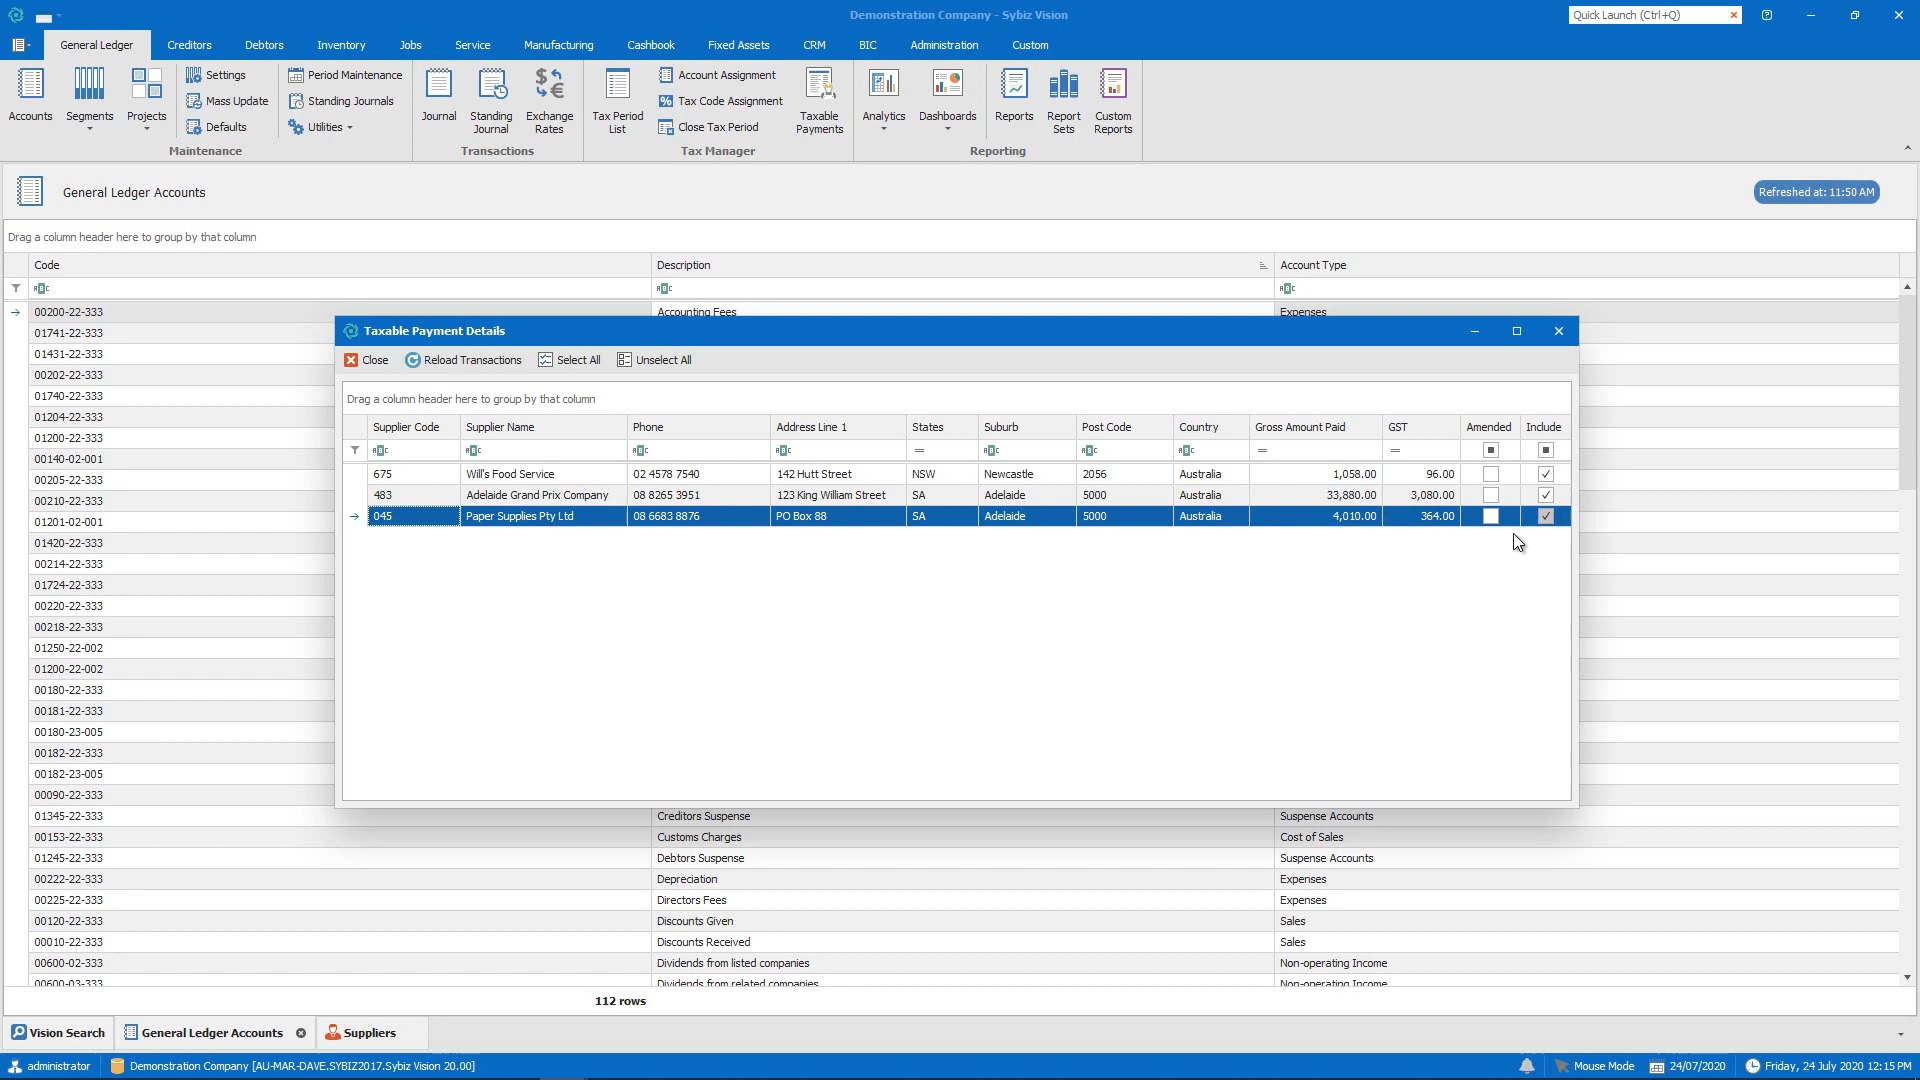 Demonstration Company - Sybiz Vision
Quick Launch (Ctrl+Q)
General Ledger Creditors Debtors Inventory Jobs Service Manufacturing Cashbook Fixed Assets CRM BIC Administration Custom
Accounts Segments Projects
Settings
Mass Update
Defaults
Maintenance
Period Maintenance
Standing Journals
Utilities
Journal
Standing Journal
Exchange Rates
Transactions
Tax Period List
Account Assignment
Tax Code Assignment
Close Tax Period
Taxable Payments
Tax Manager
Analytics Dashboards
Reports
Report Sets
Custom Reports
Reporting
General Ledger Accounts
Refreshed at: 11:50 AM
Drag a column header here to group by that column
Code Description Account Type
00200-22-333 Accounting Fees Expenses
01741-22-333
01431-22-333
00202-22-333
01740-22-333
01204-22-333
01200-22-333
00140-02-001
00205-22-333
00210-22-333
01201-02-001
01420-22-333
00214-22-333
01724-22-333
00220-22-333
00218-22-333
01250-22-002
01200-22-002
00180-22-333
00181-22-333
00180-23-005
00182-22-333
00182-23-005
00090-22-333
01345-22-333 Creditors Suspense Suspense Accounts
00153-22-333 Customs Charges Cost of Sales
01245-22-333 Debtors Suspense Suspense Accounts
00222-22-333 Depreciation Expenses
00225-22-333 Directors Fees Expenses
00120-22-333 Discounts Given Sales
00010-22-333 Discounts Received Sales
00600-02-333 Dividends from listed companies Non-operating Income
00600-03-333 Dividends from related companies Non-operating Income
112 rows
Taxable Payment Details
Close Reload Transactions Select All Unselect All
Drag a column header here to group by that column
Supplier Code Supplier Name Phone Address Line 1 States Suburb Post Code Country Gross Amount Paid GST Amended Include
675 Will's Food Service 02 4578 7540 142 Hutt Street NSW Newcastle 2056 Australia 1,058.00 96.00
483 Adelaide Grand Prix Company 08 8265 3951 123 King William Street SA Adelaide 5000 Australia 33,880.00 3,080.00
045 Paper Supplies Pty Ltd 08 6683 8876 PO Box 88 SA Adelaide 5000 Australia 4,010.00 364.00
Vision Search General Ledger Accounts Suppliers
administrator Demonstration Company [AU-MAR-DAVE.SYBIZ2017.Sybiz Vision 20.00] Mouse Mode 24/07/2020 Friday, 24 July 2020 12:15 PM